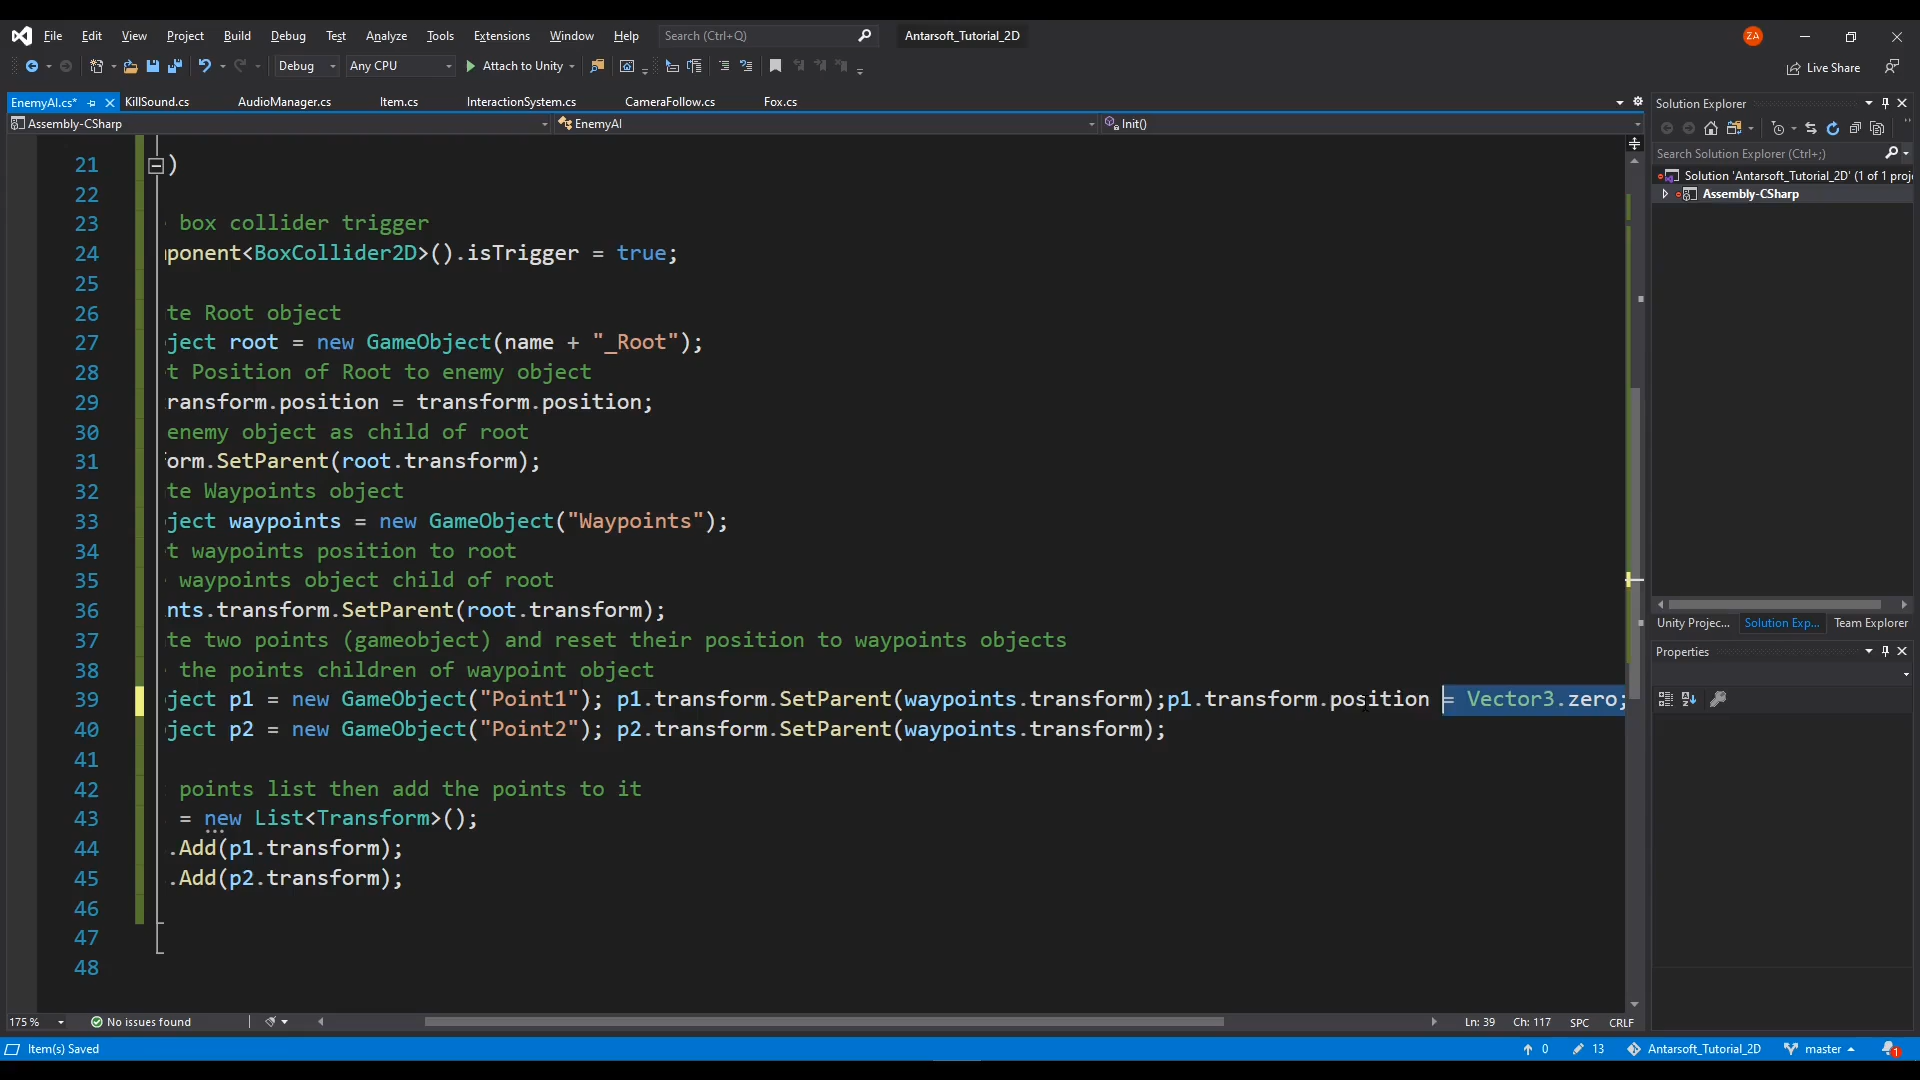 File Edit View Project Build Debug Test Analyze Tools Extensions Window Help Search (Ctrl+Q) Antarsoft_Tutorial_2D ZA
Debug Any CPU Attach to Unity Live Share
EnemyAI.cs* KillSound.cs AudioManager.cs Item.cs InteractionSystem.cs CameraFollow.cs Fox.cs
Assembly-CSharp EnemyAI Init()
21 )
22
23 box collider trigger
24 ponent<BoxCollider2D>().isTrigger = true;
25
26 te Root object
27 ject root = new GameObject(name + "_Root");
28 t Position of Root to enemy object
29 ransform.position = transform.position;
30 enemy object as child of root
31 orm.SetParent(root.transform);
32 te Waypoints object
33 ject waypoints = new GameObject("Waypoints");
34 t waypoints position to root
35 waypoints object child of root
36 nts.transform.SetParent(root.transform);
37 te two points (gameobject) and reset their position to waypoints objects
38 the points children of waypoint object
39 ject p1 = new GameObject("Point1"); p1.transform.SetParent(waypoints.transform);p1.transform.position = Vector3.zero;
40 ject p2 = new GameObject("Point2"); p2.transform.SetParent(waypoints.transform);
41
42 points list then add the points to it
43 = new List<Transform>();
44 .Add(p1.transform);
45 .Add(p2.transform);
46
47
48
175 % No issues found Ln: 39 Ch: 117 SPC CRLF
Item(s) Saved 0 13 Antarsoft_Tutorial_2D master 1
Solution Explorer
Search Solution Explorer (Ctrl+;)
Solution 'Antarsoft_Tutorial_2D' (1 of 1 proj
Assembly-CSharp
Unity Projec... Solution Exp... Team Explorer
Properties